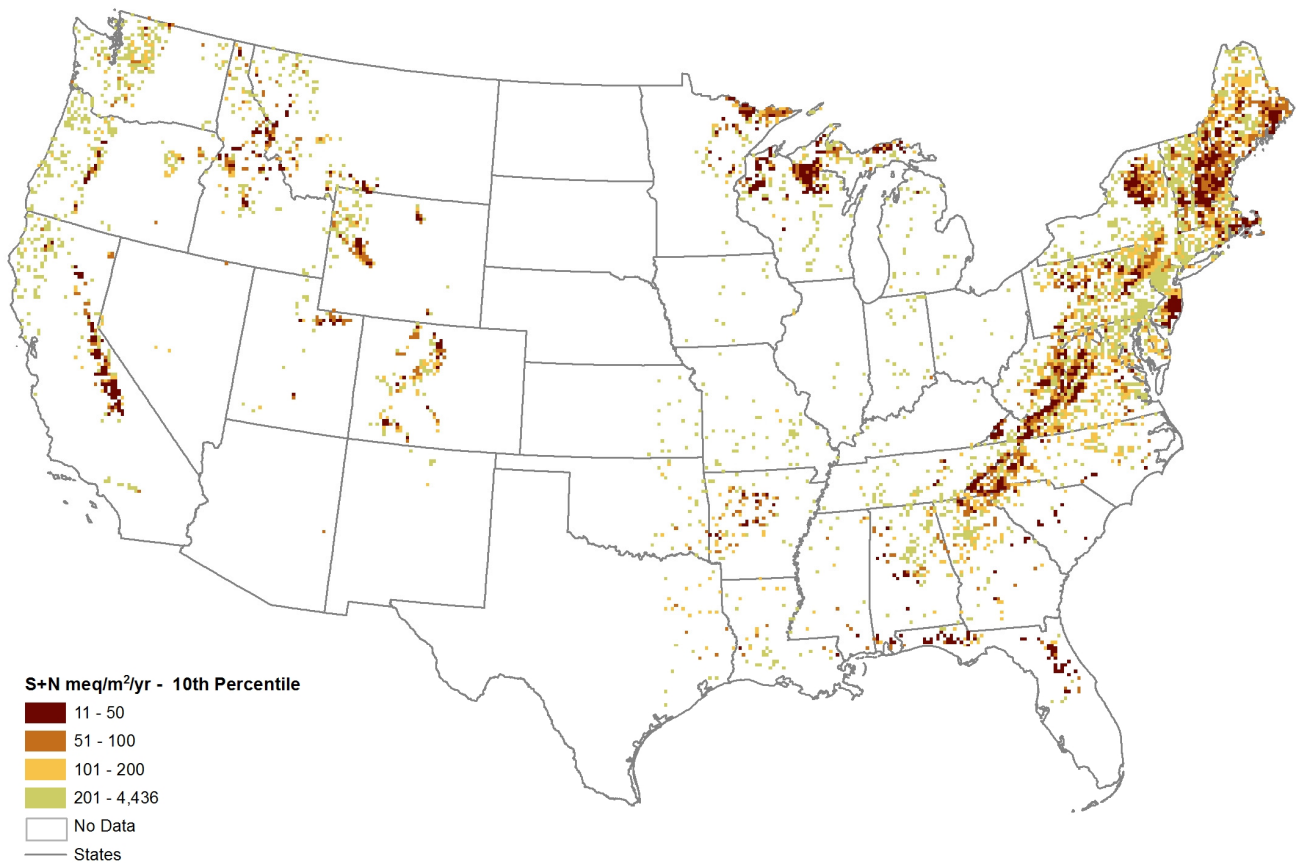 S+N meq/m²/yr - 10th Percentile
11 - 50
51 - 100
101 - 200
201 - 4,436
No Data
States